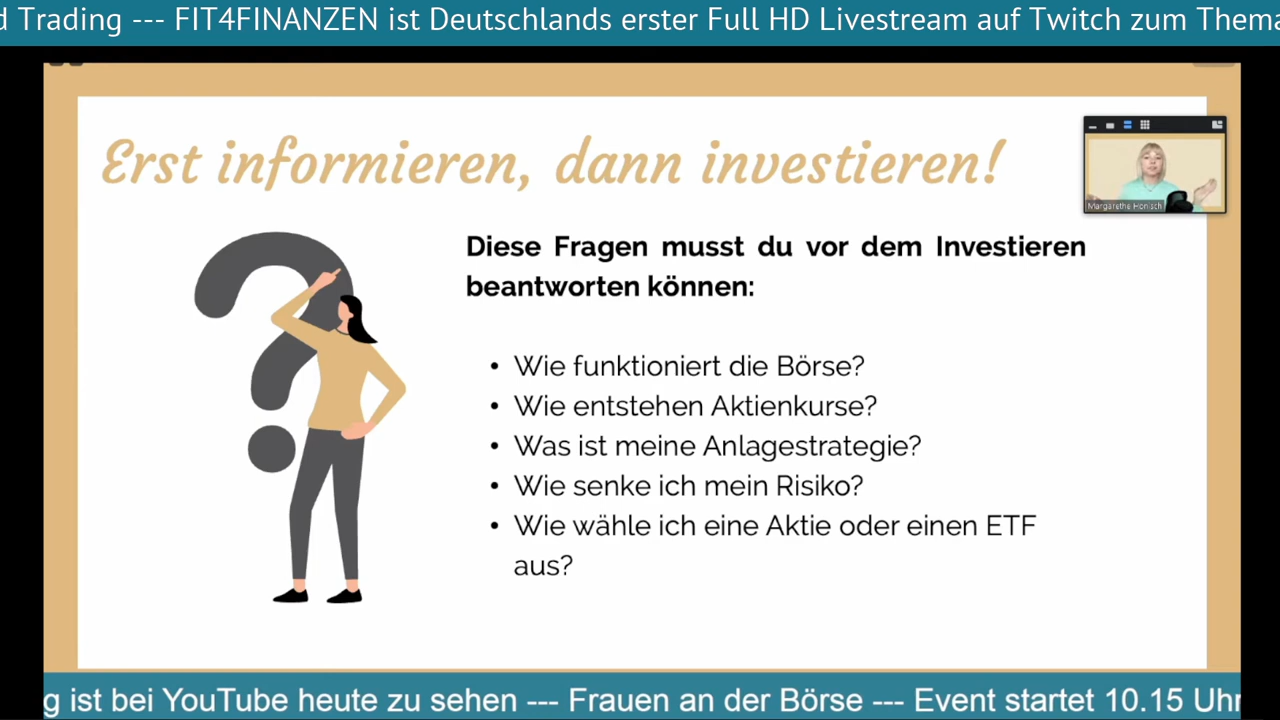 d Trading --- FIT4FINANZEN ist Deutschlands erster Full HD Livestream auf Twitch zum Thema
Erst informieren, dann investieren!
Margarethe Honisch
Diese Fragen musst du vor dem Investieren
beantworten können:
• Wie funktioniert die Börse?
• Wie entstehen Aktienkurse?
• Was ist meine Anlagestrategie?
• Wie senke ich mein Risiko?
• Wie wähle ich eine Aktie oder einen ETF
aus?
g ist bei YouTube heute zu sehen --- Frauen an der Börse --- Event startet 10.15 Uhr